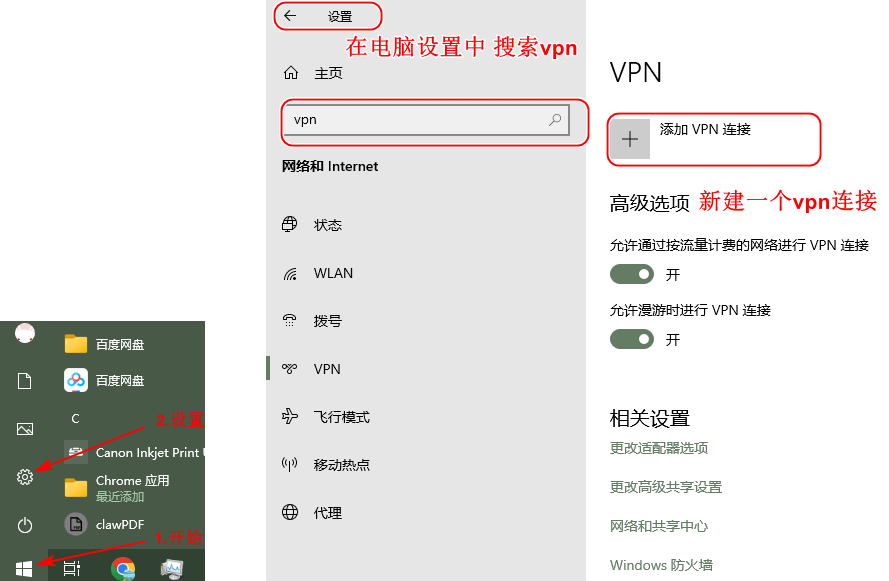 百度网盘
百度网盘
C
2.设置
Canon Inkjet Print U
Chrome 应用
最近添加
clawPDF
1.开始
设置
在电脑设置中 搜索vpn
主页
vpn
网络和 Internet
状态
WLAN
拨号
VPN
飞行模式
移动热点
代理
VPN
添加 VPN 连接
高级选项 新建一个vpn连接
允许通过按流量计费的网络进行 VPN 连接
开
允许漫游时进行 VPN 连接
开
相关设置
更改适配器选项
更改高级共享设置
网络和共享中心
Windows 防火墙